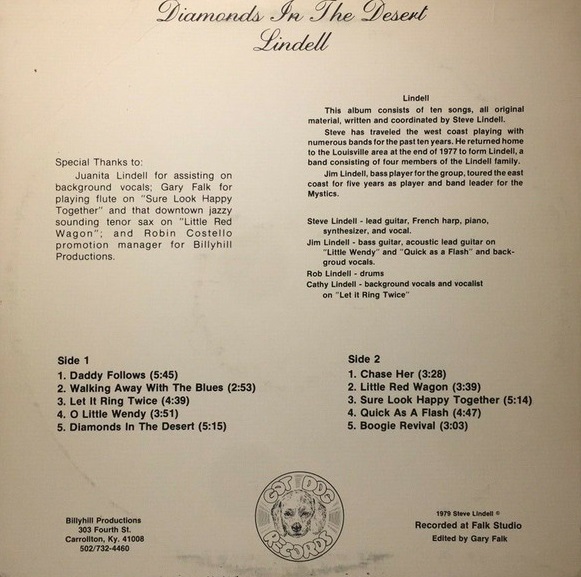 Diamonds In The Desert
Lindell
Lindell
This album consists of ten songs, all original
material, written and coordinated by Steve Lindell.
Steve has traveled the west coast playing with
numerous bands for the past ten years. He returned home
to the Louisville area at the end of 1977 to form Lindell, a
band consisting of four members of the Lindell family.
Jim Lindell, bass player for the group, toured the east
coast for five years as player and band leader for the
Mystics.
Special Thanks to:
Juanita Lindell for assisting on
background vocals; Gary Falk for
playing flute on "Sure Look Happy
Together" and that downtown jazzy
sounding tenor sax on "Little Red
Wagon"; and Robin Costello
promotion manager for Billyhill
Productions.
Steve Lindell - lead guitar, French harp, piano,
synthesizer, and vocal.
Jim Lindell - bass guitar, acoustic lead guitar on
"Little Wendy" and "Quick as a Flash" and back-
groud vocals.
Rob Lindell - drums
Cathy Lindell - background vocals and vocalist
on "Let It Ring Twice"
Side 1
1. Daddy Follows (5:45)
2. Walking Away With The Blues (2:53)
3. Let It Ring Twice (4:39)
4. O Little Wendy (3:51)
5. Diamonds In The Desert (5:15)
Side 2
1. Chase Her (3:28)
2. Little Red Wagon (3:39)
3. Sure Look Happy Together (5:14)
4. Quick As A Flash (4:47)
5. Boogie Revival (3:03)
Billyhill Productions
303 Fourth St.
Carrollton, Ky. 41008
502/732-4460
GOT DOG
RECORDS
1979 Steve Lindell ©
Recorded at Falk Studio
Edited by Gary Falk